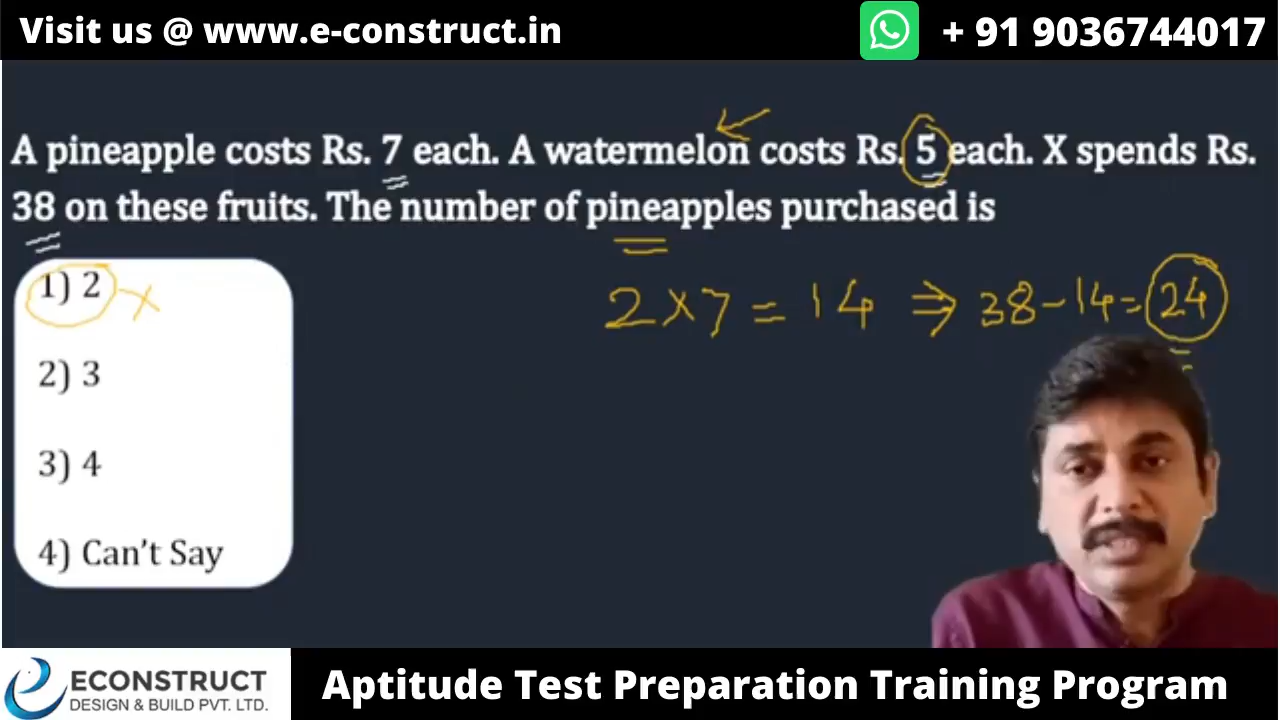 Visit us @ www.e-construct.in
+ 91 9036744017
A pineapple costs Rs. 7 each. A watermelon costs Rs. 5 each. X spends Rs.
38 on these fruits. The number of pineapples purchased is
1) 2 X
2 x 7 = 14 ⇒ 38 - 14 = 24
2) 3
3) 4
4) Can't Say
ECONSTRUCT
DESIGN & BUILD PVT. LTD.
Aptitude Test Preparation Training Program